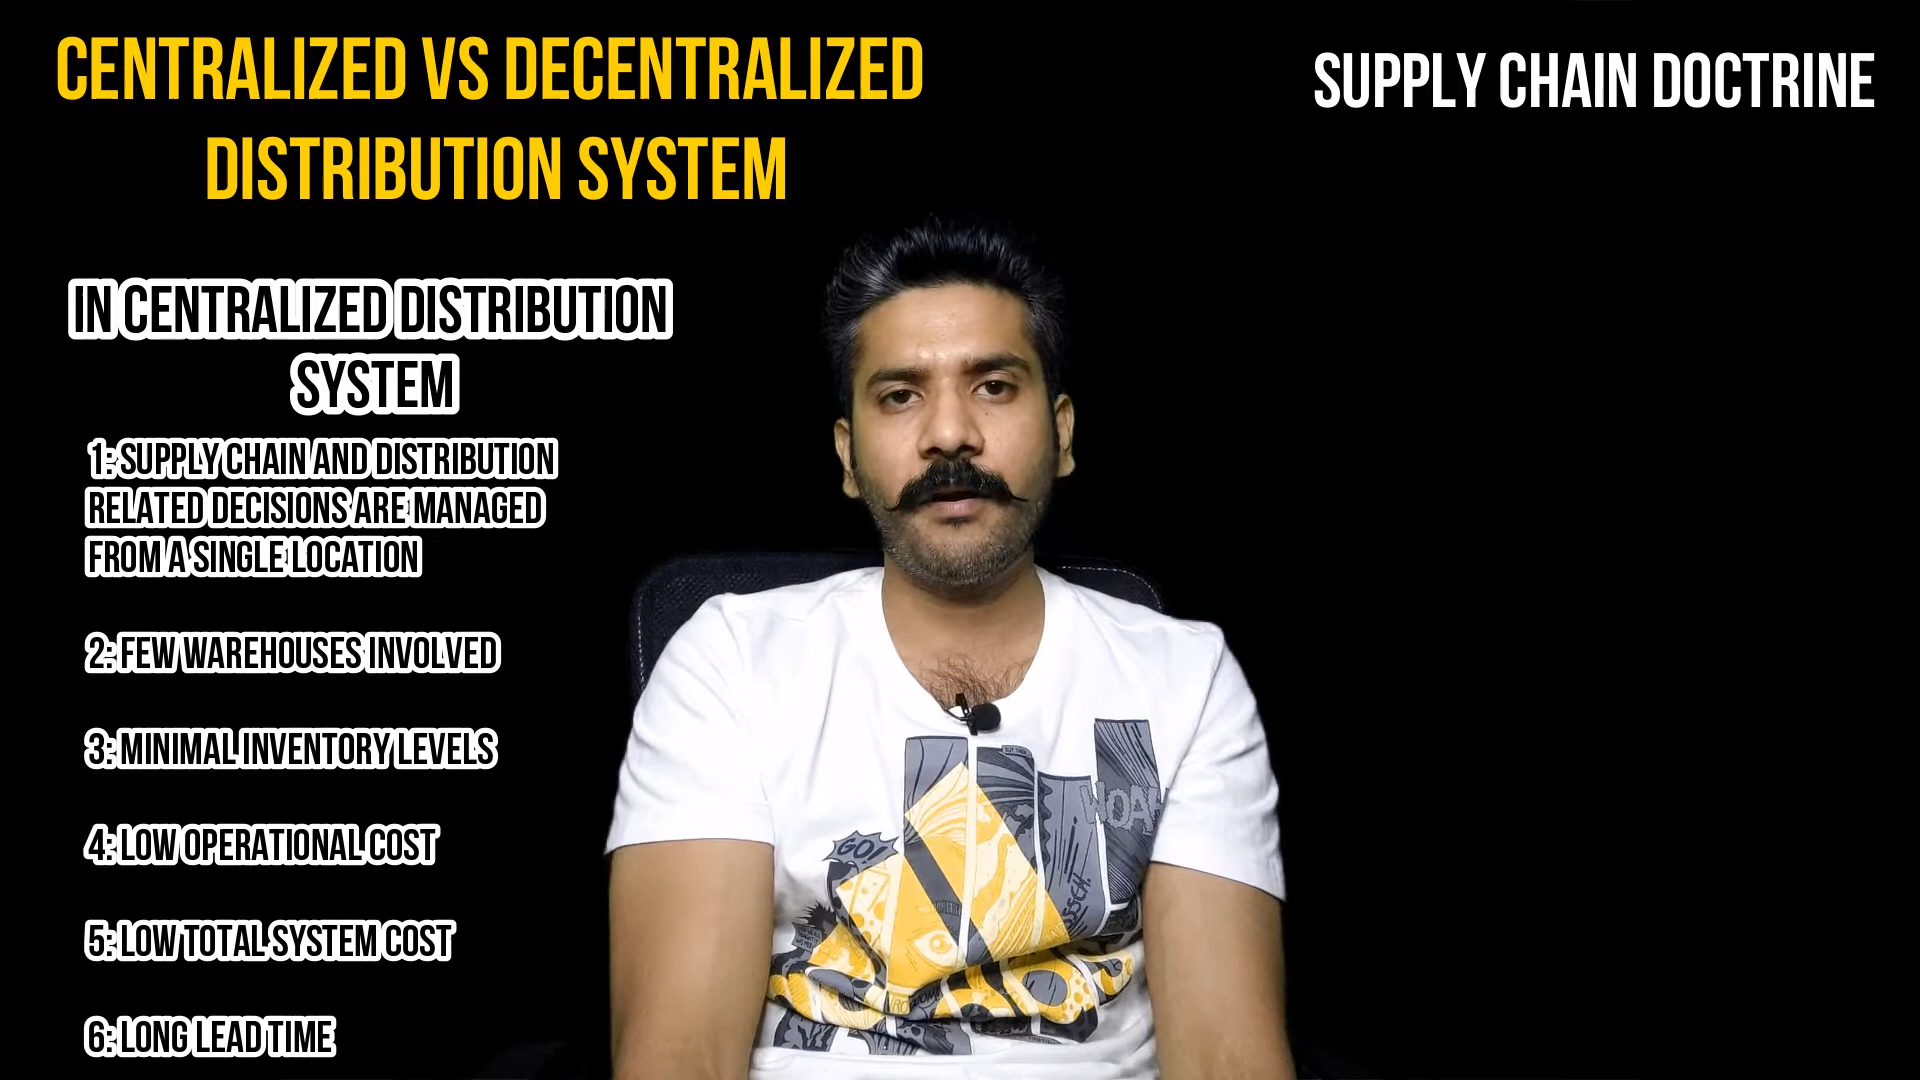 CENTRALIZED VS DECENTRALIZED
DISTRIBUTION SYSTEM
SUPPLY CHAIN DOCTRINE
IN CENTRALIZED DISTRIBUTION
SYSTEM
1: SUPPLY CHAIN AND DISTRIBUTION
RELATED DECISIONS ARE MANAGED
FROM A SINGLE LOCATION
2: FEW WAREHOUSES INVOLVED
3: MINIMAL INVENTORY LEVELS
4: LOW OPERATIONAL COST
5: LOW TOTAL SYSTEM COST
6: LONG LEAD TIME
GO!